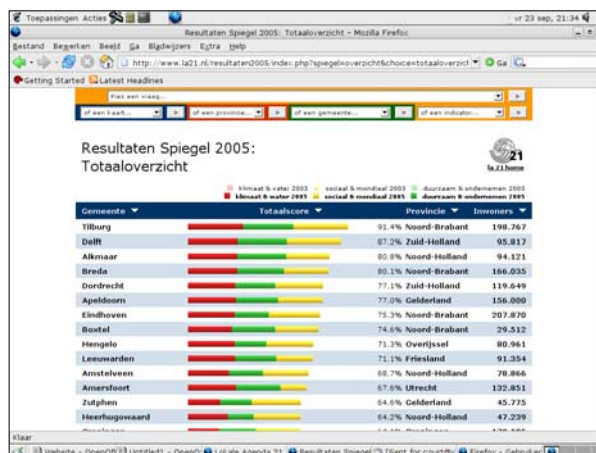 Toepassingen Acties
vr 23 sep, 21:34
Resultaten Spiegel 2005: Totaaloverzicht - Mozilla Firefox
Bestand Bewerken Beeld Ga Bladwijzers Extra Help
http://www.la21.nl/resultaten2005/index.php?spiegel=overzicht&choice=totaaloverzicht Ga
Getting Started Latest Headlines
Kies een vraag...
of een kaart... of een provincie... of een gemeente... of een indicator...
Resultaten Spiegel 2005:
Totaaloverzicht
21
la 21 home
klimaat & water 2003 sociaal & mondiaal 2003 duurzaam & ondernemen 2003
klimaat & water 2005 sociaal & mondiaal 2005 duurzaam & ondernemen 2005
Gemeente Totaalscore Provincie Inwoners
Tilburg 91.4% Noord-Brabant 198.767
Delft 87.2% Zuid-Holland 95.817
Alkmaar 80.8% Noord-Holland 94.121
Breda 80.1% Noord-Brabant 166.035
Dordrecht 77.1% Zuid-Holland 119.649
Apeldoorn 77.0% Gelderland 156.000
Eindhoven 75.3% Noord-Brabant 207.870
Boxtel 74.6% Noord-Brabant 29.512
Hengelo 71.3% Overijssel 80.961
Leeuwarden 71.1% Friesland 91.354
Amstelveen 68.7% Noord-Holland 78.866
Amersfoort 67.6% Utrecht 132.851
Zutphen 64.6% Gelderland 45.775
Heerhugowaard 64.2% Noord-Holland 47.239
Klaar
Website - OpenOff Untitled1 - OpenO Lokale Agenda 21 Resultaten Spiegel [Sent for court@ Firefox - Gebruiker